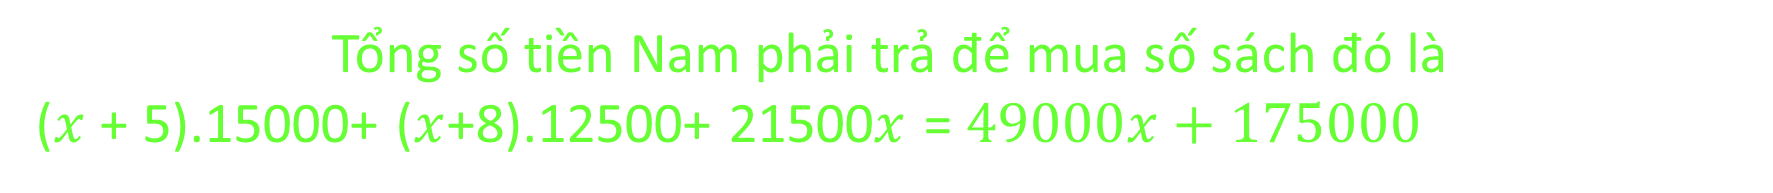 Tổng số tiền Nam phải trả để mua số sách đó là
(𝑥 + 5).15000+ (𝑥+8).12500+ 21500𝑥 = 49000𝑥 + 175000